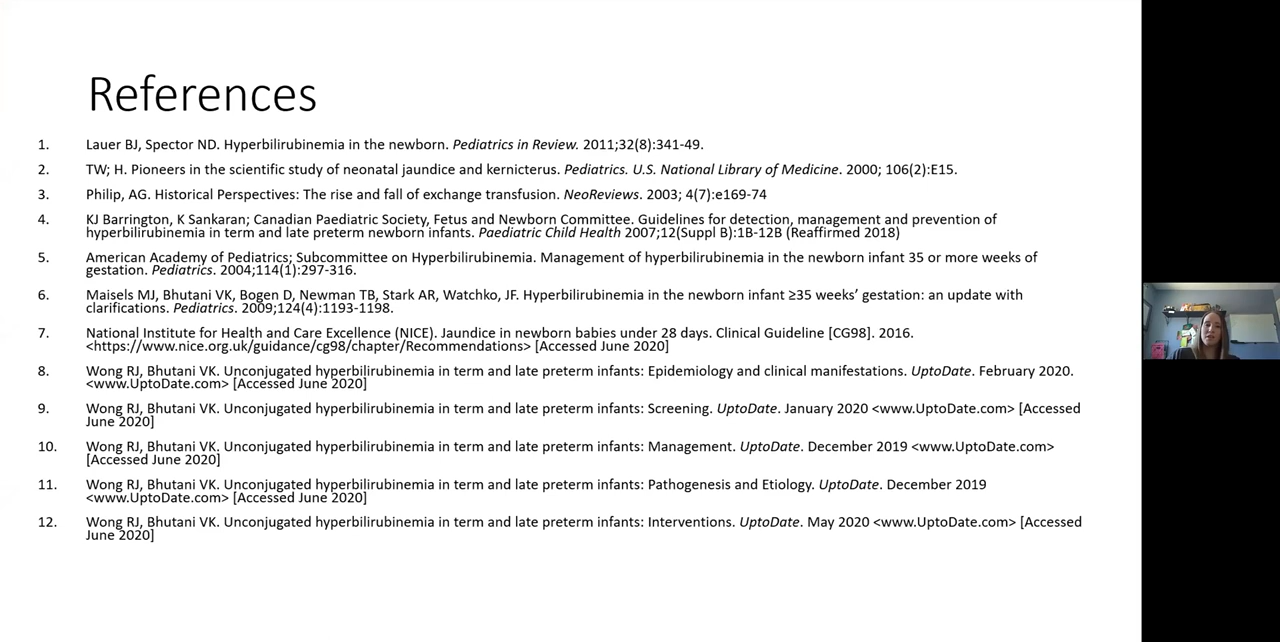 References
1. Lauer BJ, Spector ND. Hyperbilirubinemia in the newborn. Pediatrics in Review. 2011;32(8):341-49.
2. TW; H. Pioneers in the scientific study of neonatal jaundice and kernicterus. Pediatrics. U.S. National Library of Medicine. 2000; 106(2):E15.
3. Philip, AG. Historical Perspectives: The rise and fall of exchange transfusion. NeoReviews. 2003; 4(7):e169-74
4. KJ Barrington, K Sankaran; Canadian Paediatric Society, Fetus and Newborn Committee. Guidelines for detection, management and prevention of
hyperbilirubinemia in term and late preterm newborn infants. Paediatric Child Health 2007;12(Suppl B):1B-12B (Reaffirmed 2018)
5. American Academy of Pediatrics; Subcommittee on Hyperbilirubinemia. Management of hyperbilirubinemia in the newborn infant 35 or more weeks of
gestation. Pediatrics. 2004;114(1):297-316.
6. Maisels MJ, Bhutani VK, Bogen D, Newman TB, Stark AR, Watchko, JF. Hyperbilirubinemia in the newborn infant ≥35 weeks’ gestation: an update with
clarifications. Pediatrics. 2009;124(4):1193-1198.
7. National Institute for Health and Care Excellence (NICE). Jaundice in newborn babies under 28 days. Clinical Guideline [CG98]. 2016.
<https://www.nice.org.uk/guidance/cg98/chapter/Recommendations> [Accessed June 2020]
8. Wong RJ, Bhutani VK. Unconjugated hyperbilirubinemia in term and late preterm infants: Epidemiology and clinical manifestations. UptoDate. February 2020.
<www.UptoDate.com> [Accessed June 2020]
9. Wong RJ, Bhutani VK. Unconjugated hyperbilirubinemia in term and late preterm infants: Screening. UptoDate. January 2020 <www.UptoDate.com> [Accessed
June 2020]
10. Wong RJ, Bhutani VK. Unconjugated hyperbilirubinemia in term and late preterm infants: Management. UptoDate. December 2019 <www.UptoDate.com>
[Accessed June 2020]
11. Wong RJ, Bhutani VK. Unconjugated hyperbilirubinemia in term and late preterm infants: Pathogenesis and Etiology. UptoDate. December 2019
<www.UptoDate.com> [Accessed June 2020]
12. Wong RJ, Bhutani VK. Unconjugated hyperbilirubinemia in term and late preterm infants: Interventions. UptoDate. May 2020 <www.UptoDate.com> [Accessed
June 2020]